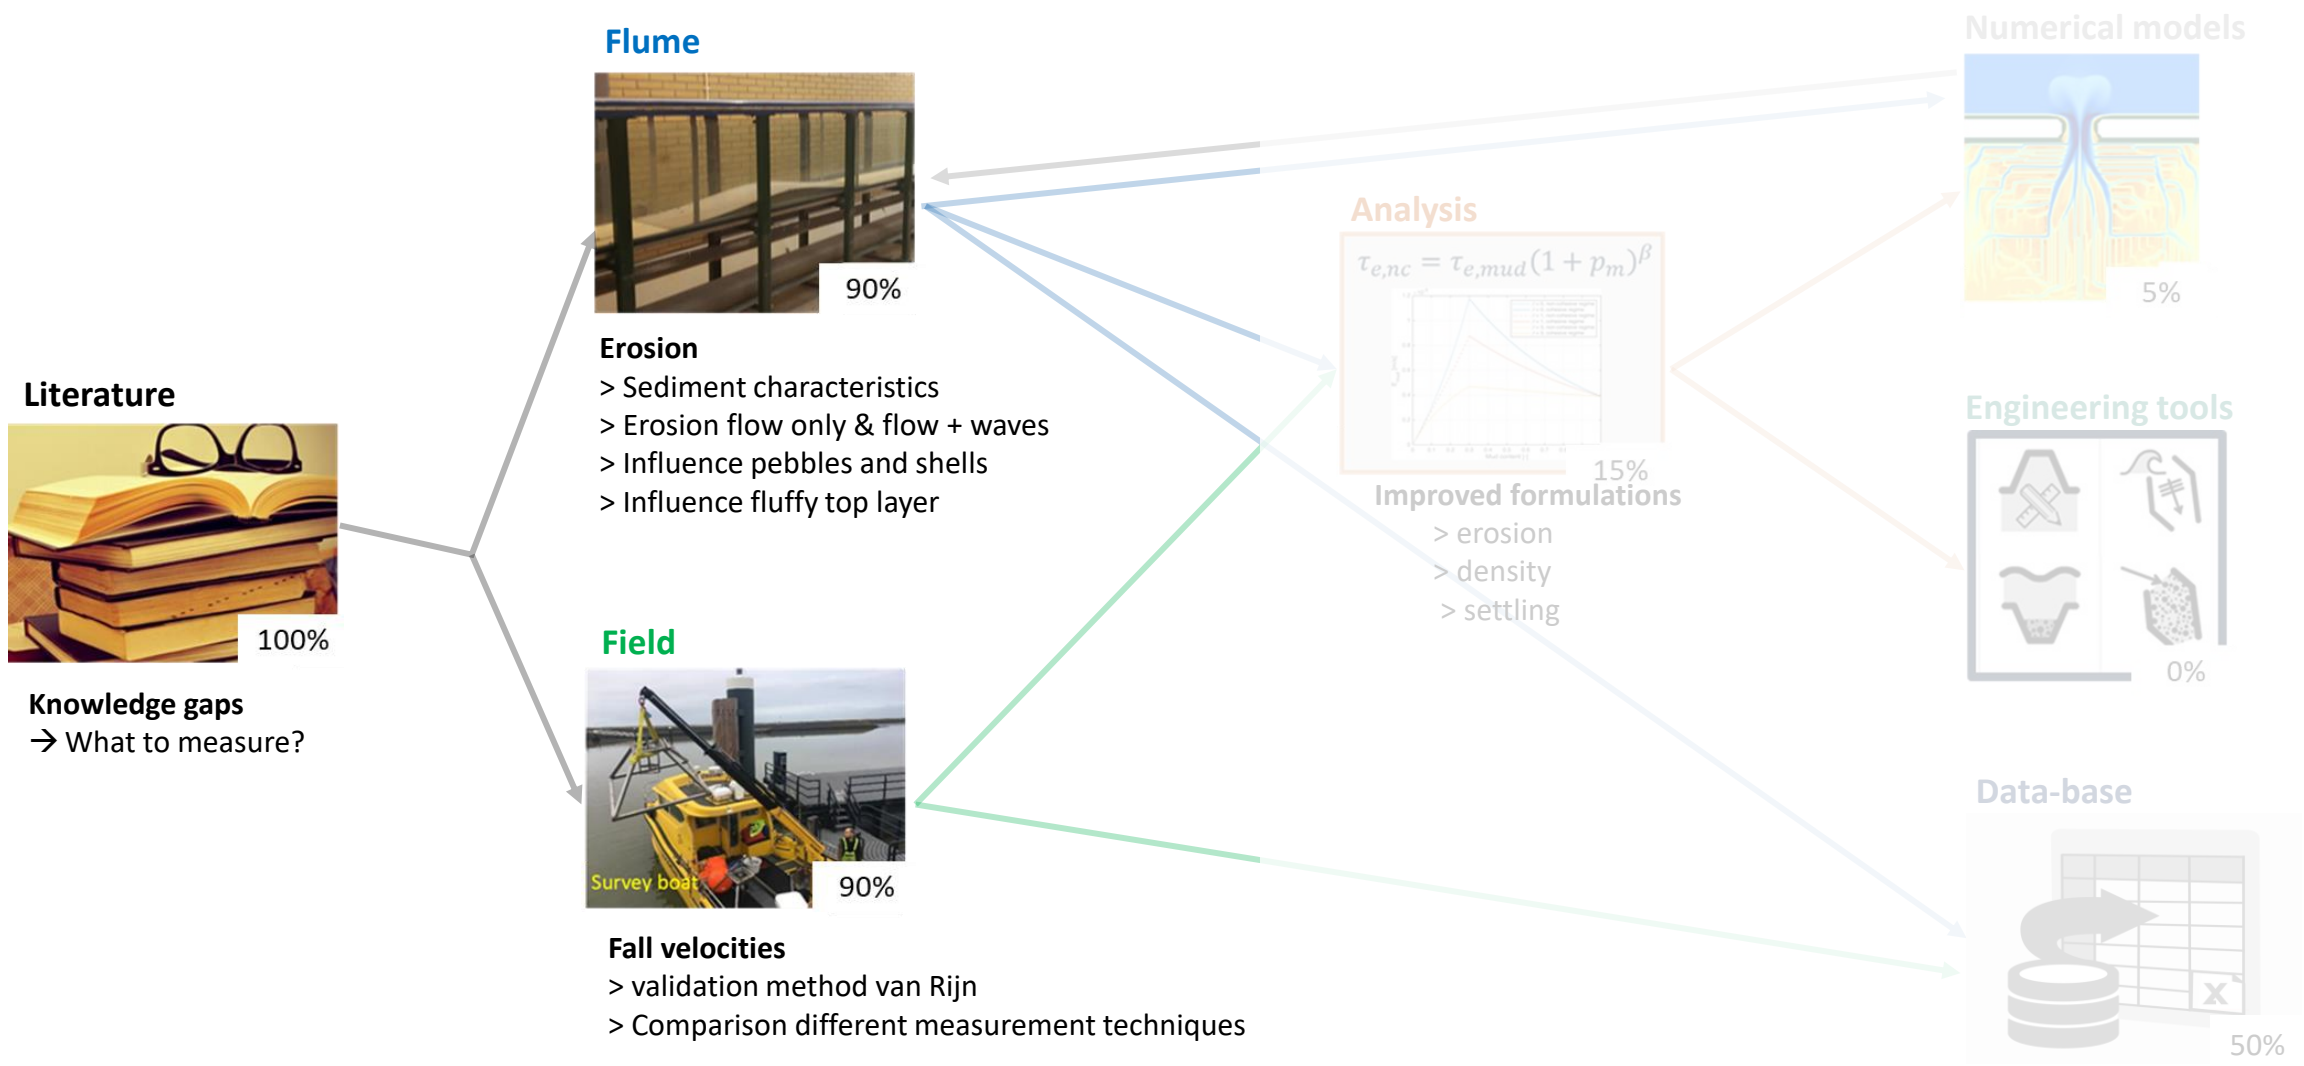 Literature
100%
Knowledge gaps
→ What to measure?
Flume
90%
Erosion
> Sediment characteristics
> Erosion flow only & flow + waves
> Influence pebbles and shells
> Influence fluffy top layer
Field
Survey boat
90%
Fall velocities
> validation method van Rijn
> Comparison different measurement techniques
Analysis
τe,nc = τe,mud(1 + pm)^β
15%
Improved formulations
> erosion
> density
> settling
Numerical models
5%
Engineering tools
0%
Data-base
X
50%